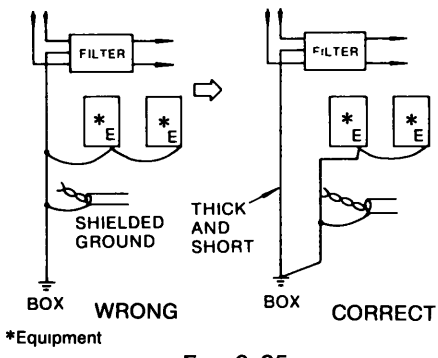 FILTER
FILTER
* E
* E
* E
* E
SHIELDED
GROUND
THICK
AND
SHORT
BOX
WRONG
BOX
CORRECT
*Equipment